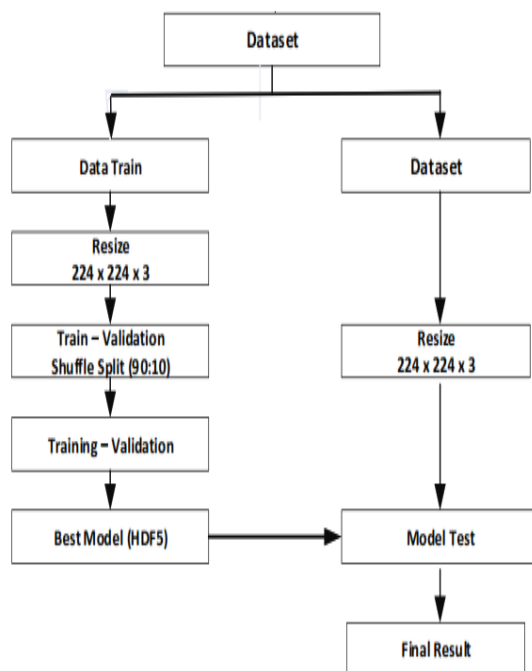 Dataset
Data Train
Dataset
Resize
224 x 224 x 3
Train – Validation
Shuffle Split (90:10)
Resize
224 x 224 x 3
Training – Validation
Best Model (HDF5)
Model Test
Final Result